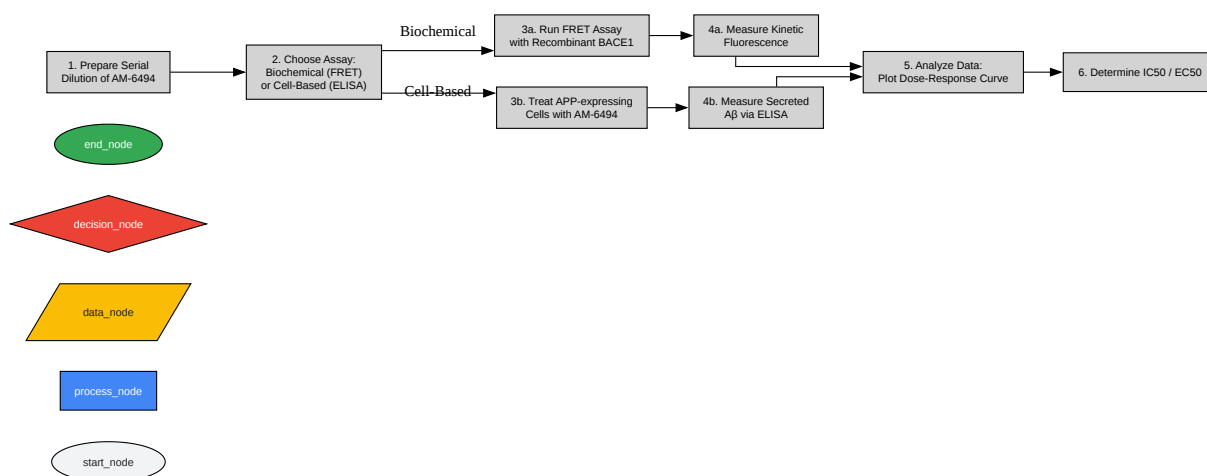 1. Prepare Serial
Dilution of AM-6494
2. Choose Assay:
Biochemical (FRET)
or Cell-Based (ELISA)
Biochemical
Cell-Based
3a. Run FRET Assay
with Recombinant BACE1
3b. Treat APP-expressing
Cells with AM-6494
4a. Measure Kinetic
Fluorescence
4b. Measure Secreted
Aβ via ELISA
5. Analyze Data:
Plot Dose-Response Curve
6. Determine IC50 / EC50
end_node
decision_node
data_node
process_node
start_node